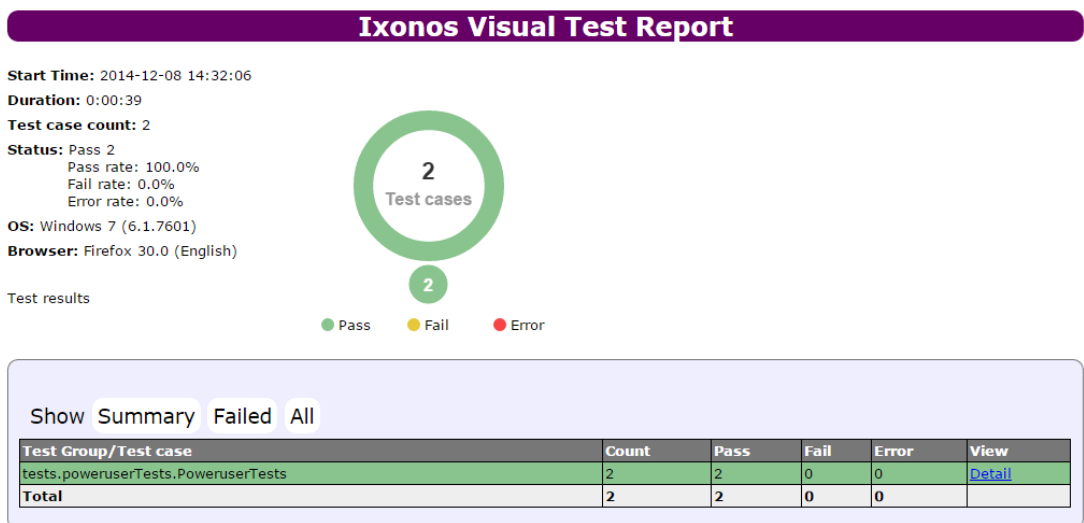 Ixonos Visual Test Report
Start Time: 2014-12-08 14:32:06
Duration: 0:00:39
Test case count: 2
Status: Pass 2
Pass rate: 100.0%
Fail rate: 0.0%
Error rate: 0.0%
OS: Windows 7 (6.1.7601)
Browser: Firefox 30.0 (English)
Test results
2
Test cases
2
Pass Fail Error
Show Summary Failed All
Test Group/Test case Count Pass Fail Error View
tests.poweruserTests.PoweruserTests 2 2 0 0 Detail
Total 2 2 0 0